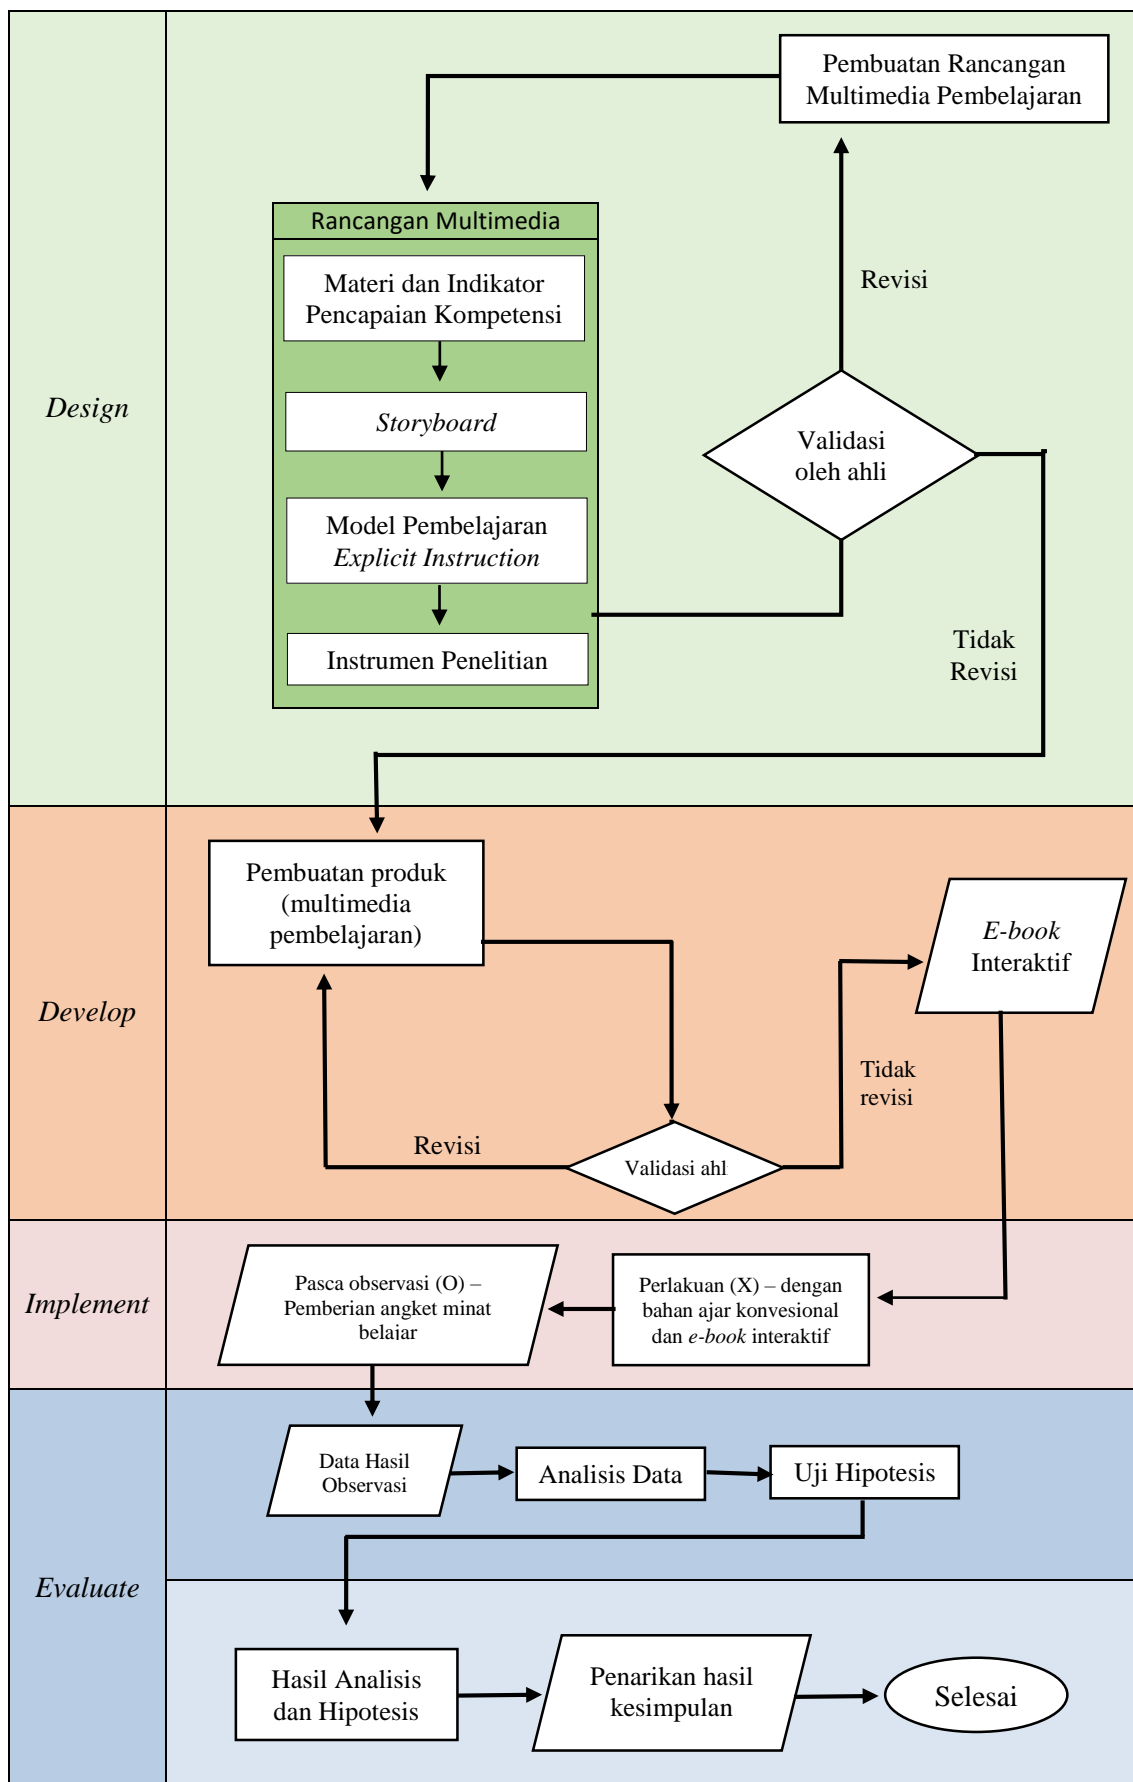 Design
Pembuatan Rancangan
Multimedia Pembelajaran
Rancangan Multimedia
Materi dan Indikator
Pencapaian Kompetensi
Storyboard
Model Pembelajaran
Explicit Instruction
Instrumen Penelitian
Validasi
oleh ahli
Revisi
Tidak
Revisi
Develop
Pembuatan produk
(multimedia
pembelajaran)
Validasi ahl
Revisi
Tidak
revisi
E-book
Interaktif
Implement
Perlakuan (X) – dengan
bahan ajar konvesional
dan e-book interaktif
Pasca observasi (O) –
Pemberian angket minat
belajar
Evaluate
Data Hasil
Observasi
Analisis Data
Uji Hipotesis
Hasil Analisis
dan Hipotesis
Penarikan hasil
kesimpulan
Selesai